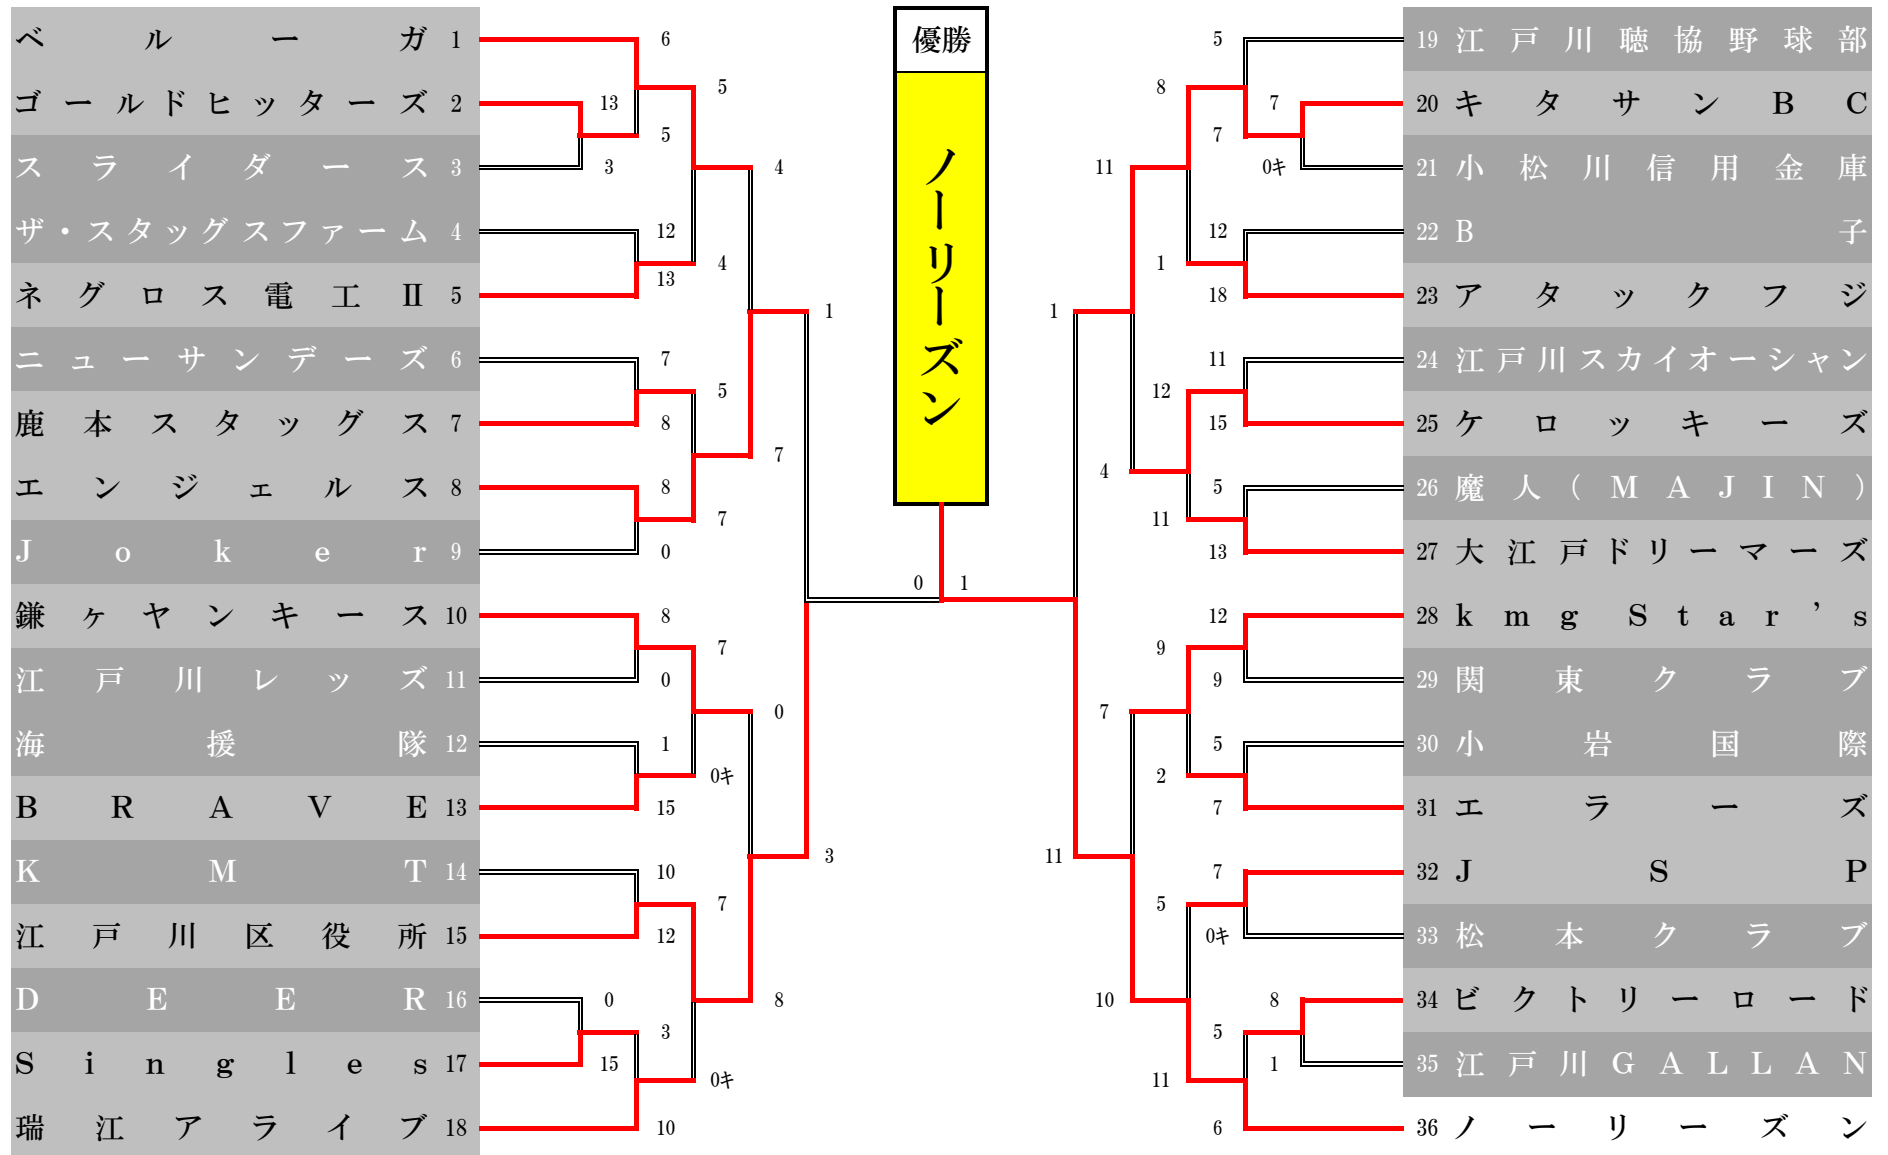 ベルーガ 1
ゴールドヒッターズ 2
スライダース 3
ザ・スタッグスファーム 4
ネグロス電工Ⅱ 5
ニューサンデーズ 6
鹿本スタッグス 7
エンジェルス 8
Joker 9
鎌ヶヤンキース 10
江戸川レッズ 11
海援隊 12
BRAVE 13
KMT 14
江戸川区役所 15
DEER 16
Singles 17
瑞江アライブ 18
6
13
5
3
12
13
7
8
8
0
8
0
1
15
10
12
0
3
15
10
5
4
5
7
7
0キ
7
0キ
4
7
0
8
1
3
優勝
ノーリーズン
0 1
1
11
11
4
7
10
8
1
12
11
9
2
5
11
5
7
7
0キ
12
18
11
15
5
13
12
9
5
7
7
0キ
8
5
1
6
19 江戸川聴協野球部
20 キタサンBC
21 小松川信用金庫
22 B子
23 アタックフジ
24 江戸川スカイオーシャン
25 ケロッキーズ
26 魔人(MAJIN)
27 大江戸ドリーマーズ
28 kmg Star’s
29 関東クラブ
30 小岩国際
31 エラーズ
32 JSP
33 松本クラブ
34 ビクトリーロード
35 江戸川GALLAN
36 ノーリーズン